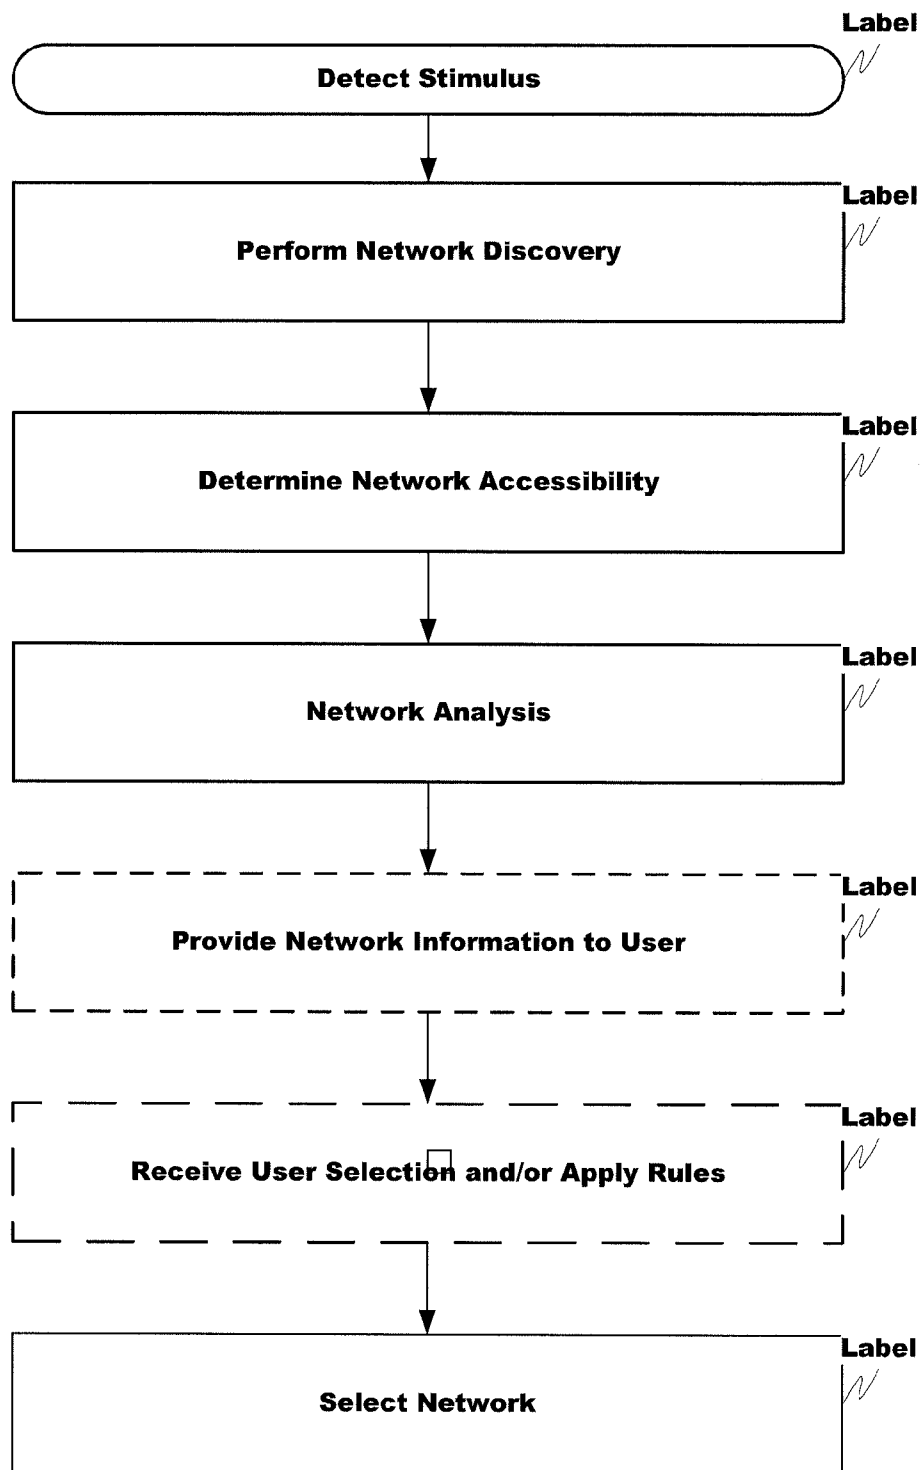 Label
Detect Stimulus
Label
Perform Network Discovery
Label
Determine Network Accessibility
Label
Network Analysis
Label
Provide Network Information to User
Label
Receive User Selection and/or Apply Rules
Label
Select Network